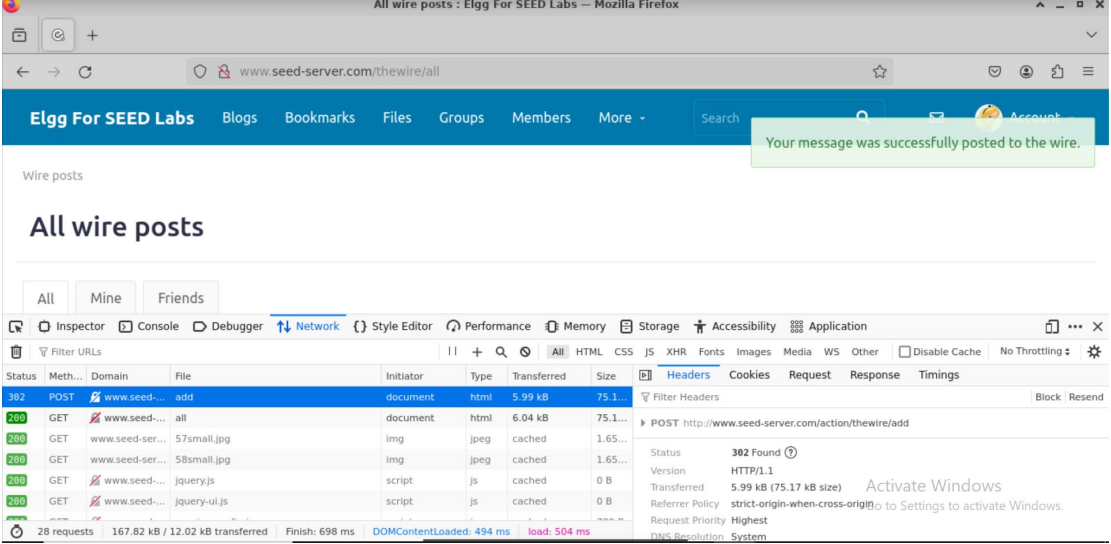 All wire posts : Elgg For SEED Labs — Mozilla Firefox
www.seed-server.com/thewire/all
Elgg For SEED Labs Blogs Bookmarks Files Groups Members More Search Account
Your message was successfully posted to the wire.
Wire posts
All wire posts
All Mine Friends
Inspector Console Debugger Network Style Editor Performance Memory Storage Accessibility Application
Filter URLs All HTML CSS JS XHR Fonts Images Media WS Other Disable Cache No Throttling
Status Meth... Domain File Initiator Type Transferred Size Headers Cookies Request Response Timings
302 POST www.seed-... add document html 5.99 kB 75.1...
Filter Headers Block Resend
200 GET www.seed-... all document html 6.04 kB 75.1...
POST http://www.seed-server.com/action/thewire/add
200 GET www.seed-ser... 57small.jpg img jpeg cached 1.65...
200 GET www.seed-ser... 58small.jpg img jpeg cached 1.65...
200 GET www.seed-... jquery.js script js cached 0 B
200 GET www.seed-... jquery-ui.js script js cached 0 B
Status 302 Found
Version HTTP/1.1
Transferred 5.99 kB (75.17 kB size)
Referrer Policy strict-origin-when-cross-origin
Request Priority Highest
DNS Resolution System
Activate Windows
Go to Settings to activate Windows.
28 requests 167.82 kB / 12.02 kB transferred Finish: 698 ms DOMContentLoaded: 494 ms load: 504 ms